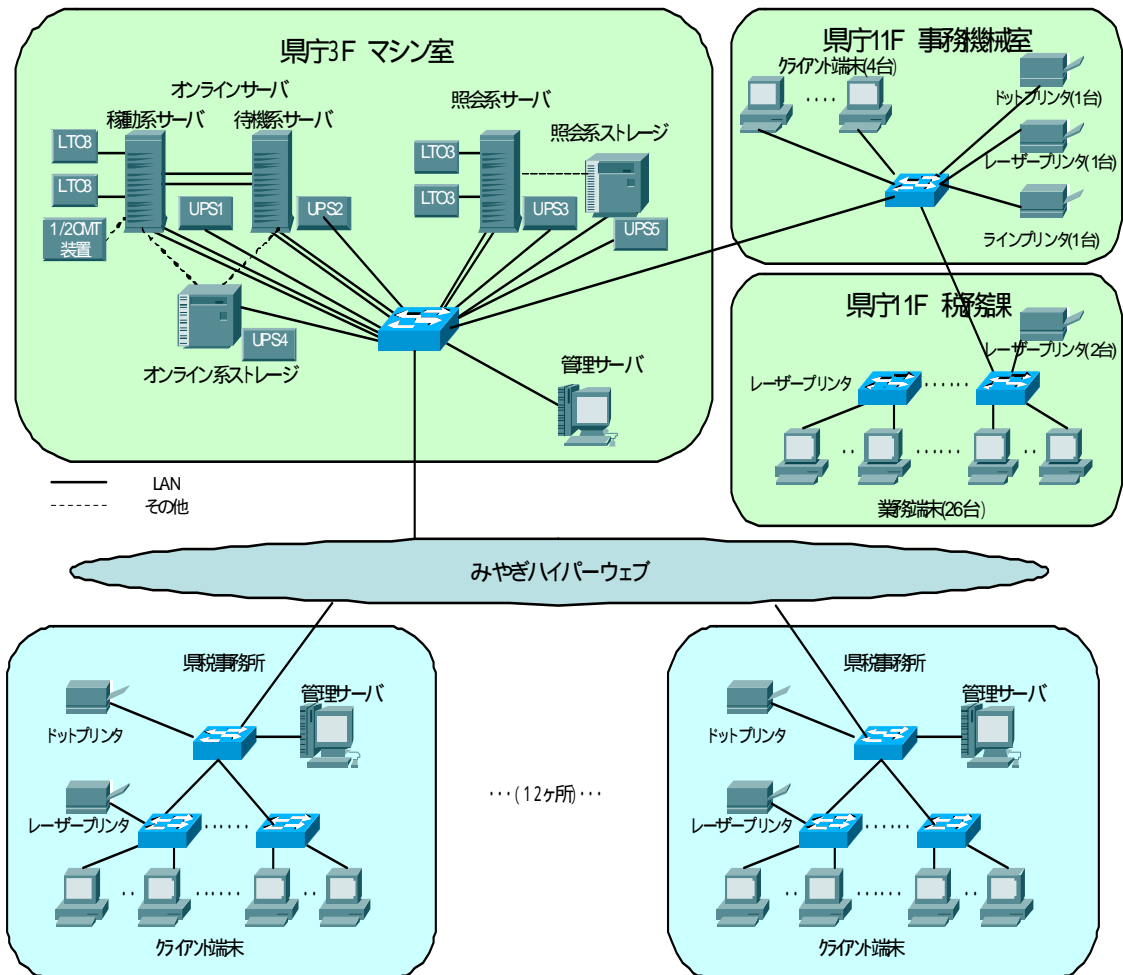 県庁3F マシン室
オンラインサーバ
移動系サーバ
待機系サーバ
LTO3
LTO3
1/2CMT
装置
UPS1
UPS2
オンライン系ストレージ
UPS4
照会系サーバ
照会系ストレージ
LTO3
LTO3
UPS3
UPS5
管理サーバ
県庁11F 事務機械室
クライアント端末(4台)
‥‥
ドットプリンタ(1台)
レーザープリンタ(1台)
ラインプリンタ(1台)
県庁11F 税務課
レーザープリンタ(2台)
レーザープリンタ
‥‥‥
‥
‥‥‥
‥
業務端末(26台)
LAN
その他
みやぎハイパーウェブ
県税事務所
管理サーバ
ドットプリンタ
レーザープリンタ
‥‥‥
‥
‥‥‥
‥
クライアント端末
‥‥(12ヶ所)‥‥
県税事務所
管理サーバ
ドットプリンタ
レーザープリンタ
‥‥‥
‥
‥‥‥
‥
クライアント端末